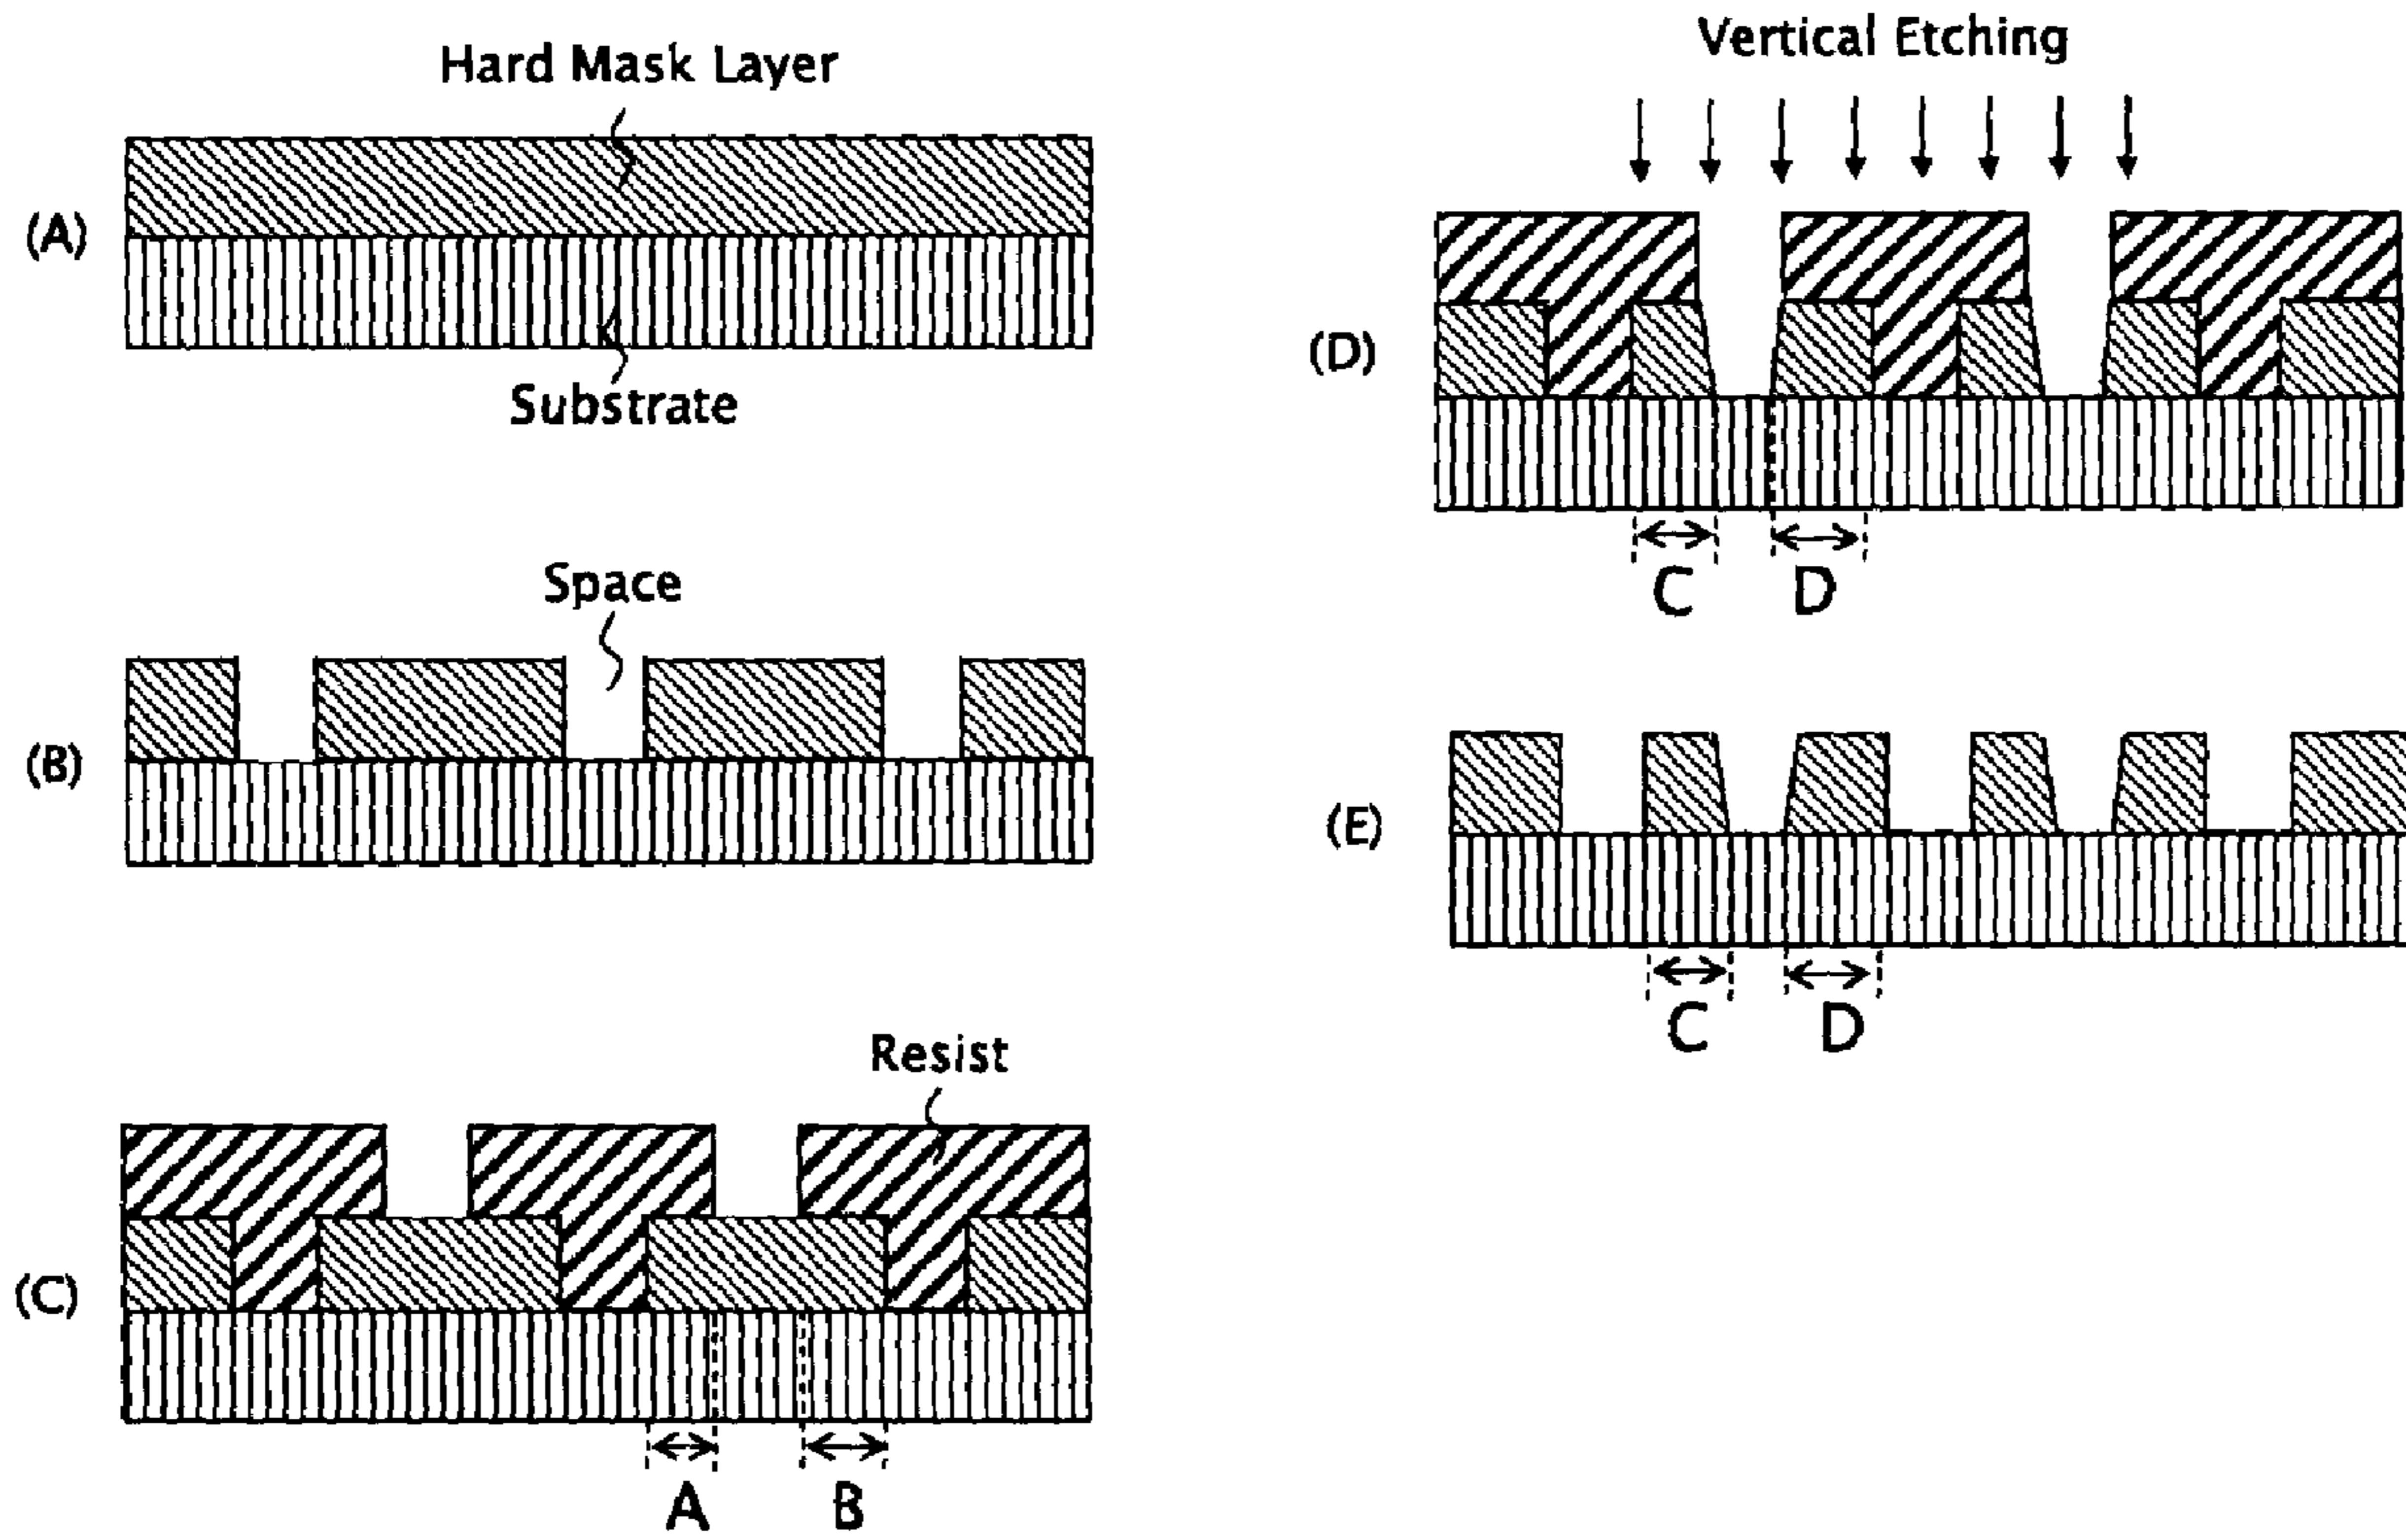 Hard Mask Layer
(A)
Substrate
Space
(B)
Resist
(C)
A B
Vertical Etching
(D)
C D
(E)
C D